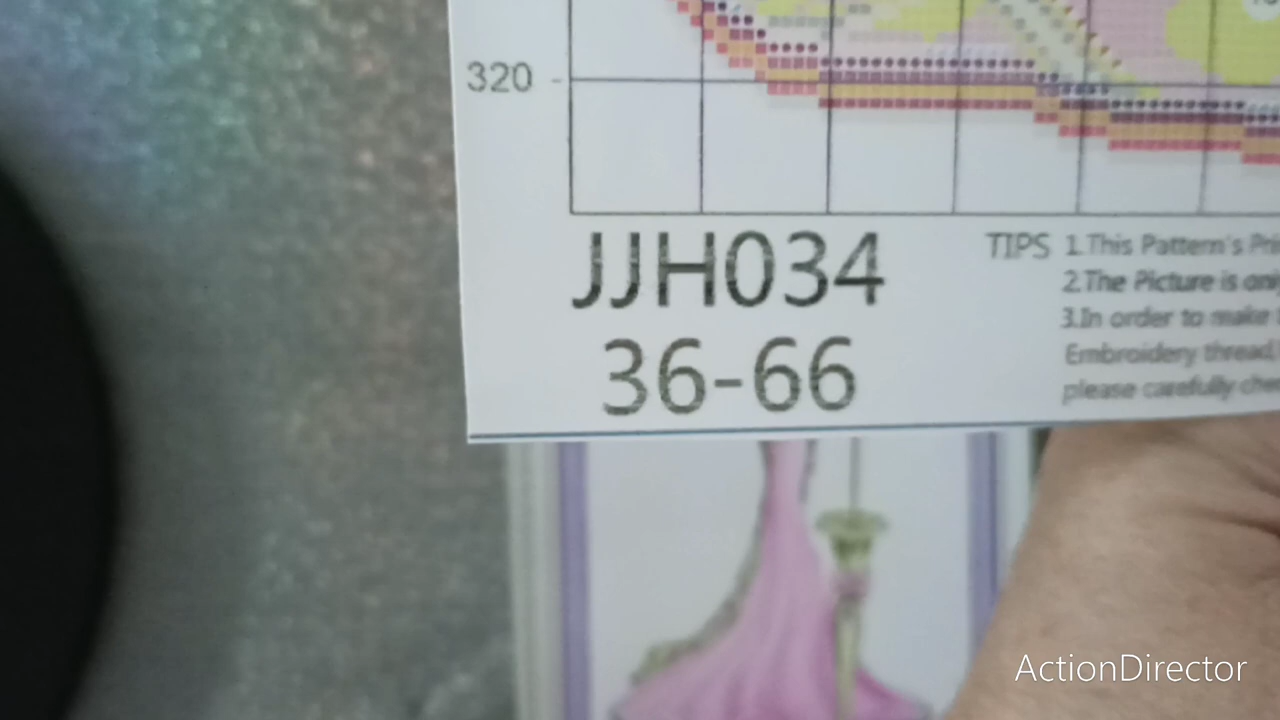 320
JJH034
36-66
TIPS 1.This Pattern's
2.The Picture is
3.In order to make
Embroidery thread
please carefully
ActionDirector